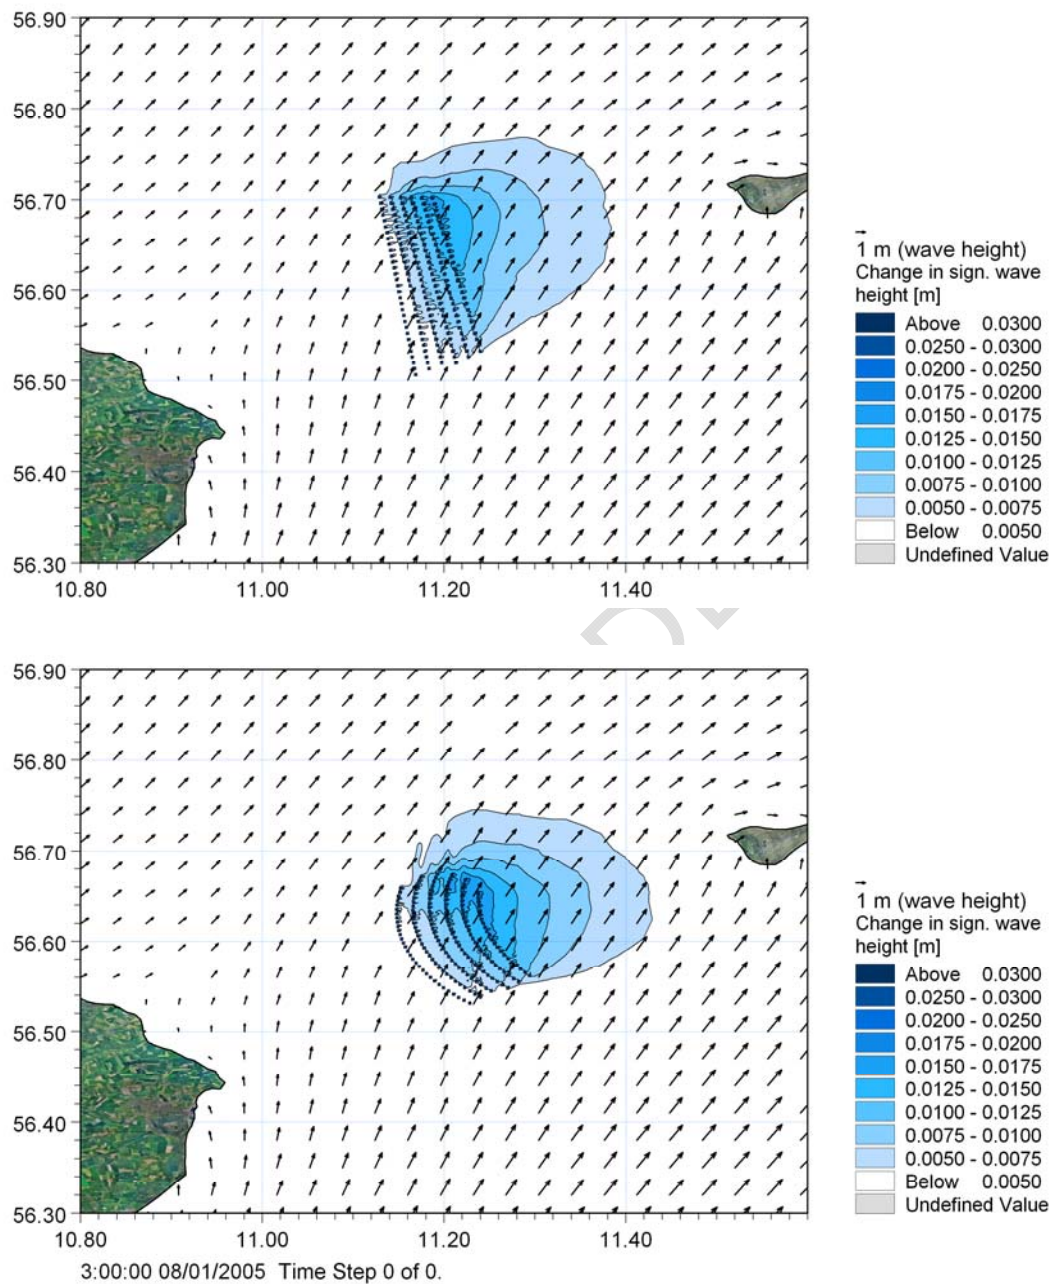 56.90
56.80
56.70
56.60
56.50
56.40
56.30
10.80 11.00 11.20 11.40
1 m (wave height)
Change in sign. wave
height [m]
Above 0.0300
0.0250 - 0.0300
0.0200 - 0.0250
0.0175 - 0.0200
0.0150 - 0.0175
0.0125 - 0.0150
0.0100 - 0.0125
0.0075 - 0.0100
0.0050 - 0.0075
Below 0.0050
Undefined Value
56.90
56.80
56.70
56.60
56.50
56.40
56.30
10.80 11.00 11.20 11.40
1 m (wave height)
Change in sign. wave
height [m]
Above 0.0300
0.0250 - 0.0300
0.0200 - 0.0250
0.0175 - 0.0200
0.0150 - 0.0175
0.0125 - 0.0150
0.0100 - 0.0125
0.0075 - 0.0100
0.0050 - 0.0075
Below 0.0050
Undefined Value
3:00:00 08/01/2005 Time Step 0 of 0.